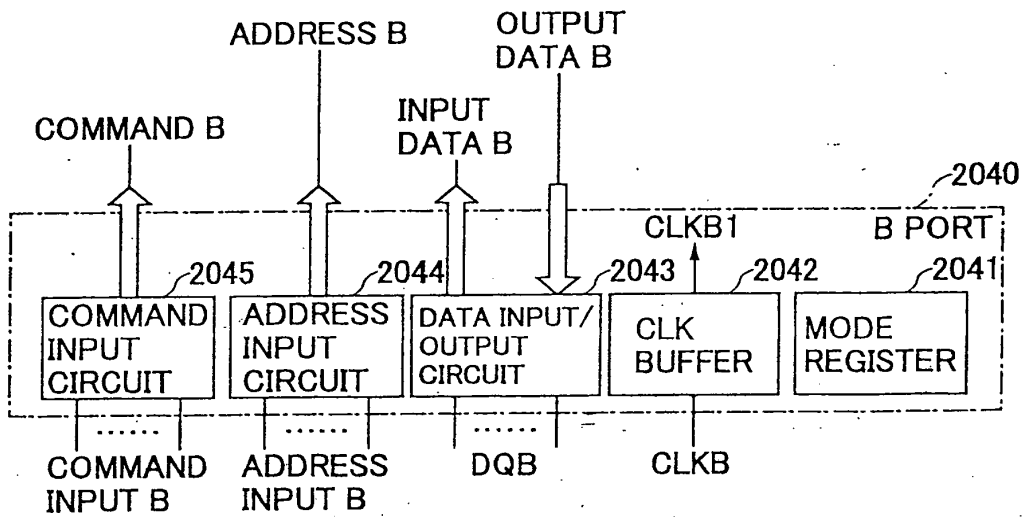 ADDRESS B
OUTPUT
DATA B
COMMAND B
INPUT
DATA B
2040
CLKB1
B PORT
2045
2044
2043
2042
2041
COMMAND
INPUT
CIRCUIT
ADDRESS
INPUT
CIRCUIT
DATA INPUT/
OUTPUT
CIRCUIT
CLK
BUFFER
MODE
REGISTER
COMMAND
INPUT B
ADDRESS
INPUT B
DQB
CLKB